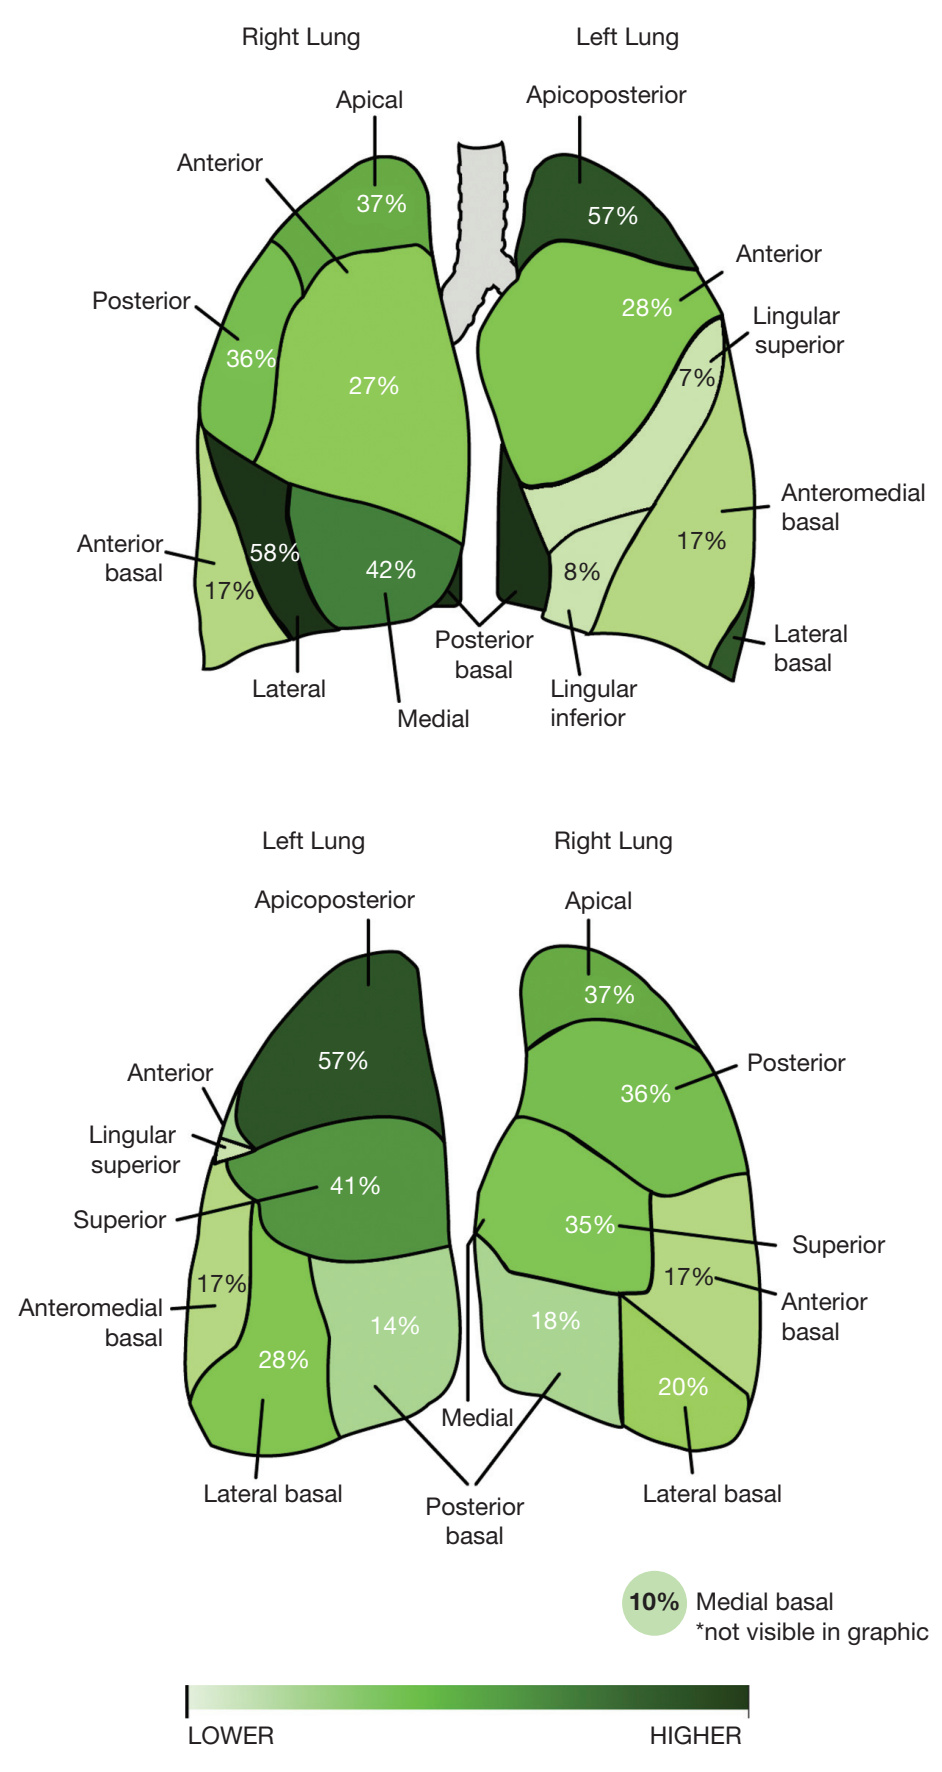 Right Lung
Left Lung
Apical
Apicoposterior
Anterior
37%
57%
Anterior
Posterior
28%
Lingular
superior
36%
27%
7%
Anteromedial
basal
Anterior
basal
58%
42%
17%
17%
8%
Posterior
basal
Lateral
basal
Lateral
Medial
Lingular
inferior
Left Lung
Right Lung
Apicoposterior
Apical
37%
57%
Anterior
Posterior
36%
Lingular
superior
41%
Superior
35%
Superior
17%
17%
Anteromedial
basal
Anterior
basal
14%
18%
28%
20%
Medial
Lateral basal
Posterior
basal
Lateral basal
10% Medial basal
*not visible in graphic
LOWER
HIGHER